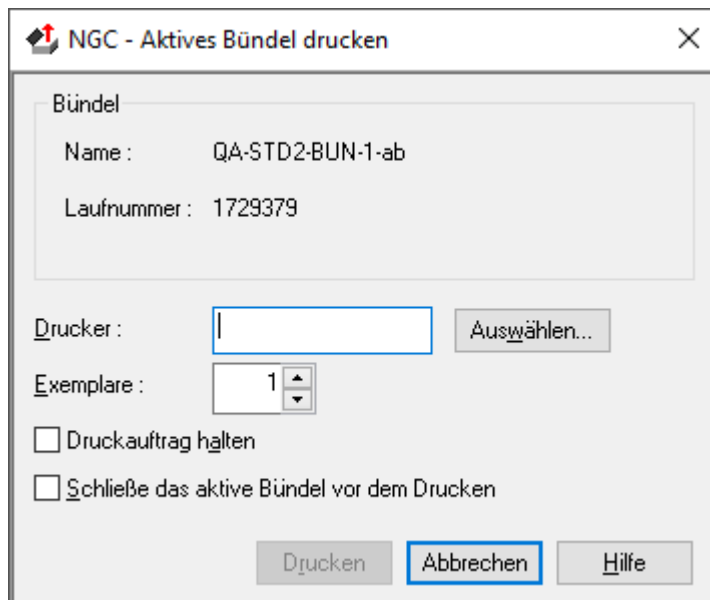 NGC - Aktives Bündel drucken
Bündel
Name : QA-STD2-BUN-1-ab
Laufnummer : 1729379
Drucker : Auswählen...
Exemplare : 1
Druckauftrag halten
Schließe das aktive Bündel vor dem Drucken
Drucken Abbrechen Hilfe